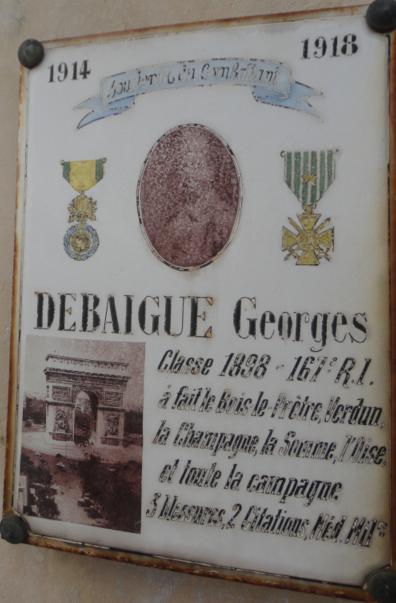 1914 1918
Souvenir du Combattant
DEBAIGUE Georges
Classe 1898 - 167e R.I.
à fait le Bois le Prêtre, Verdun,
la Champagne, la Somme, l'Oise,
et toute la campagne
3 blessures, 2 Citations, Méd. Milre